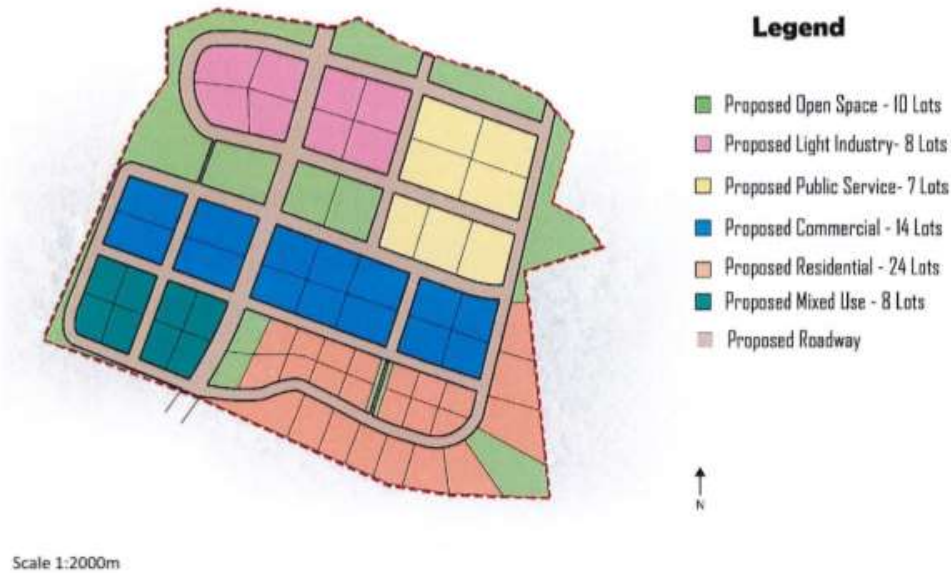 Legend
Proposed Open Space - 10 Lots
Proposed Light Industry- 8 Lots
Proposed Public Service- 7 Lots
Proposed Commercial - 14 Lots
Proposed Residential - 24 Lots
Proposed Mixed Use - 8 Lots
Proposed Roadway
N
Scale 1:2000m